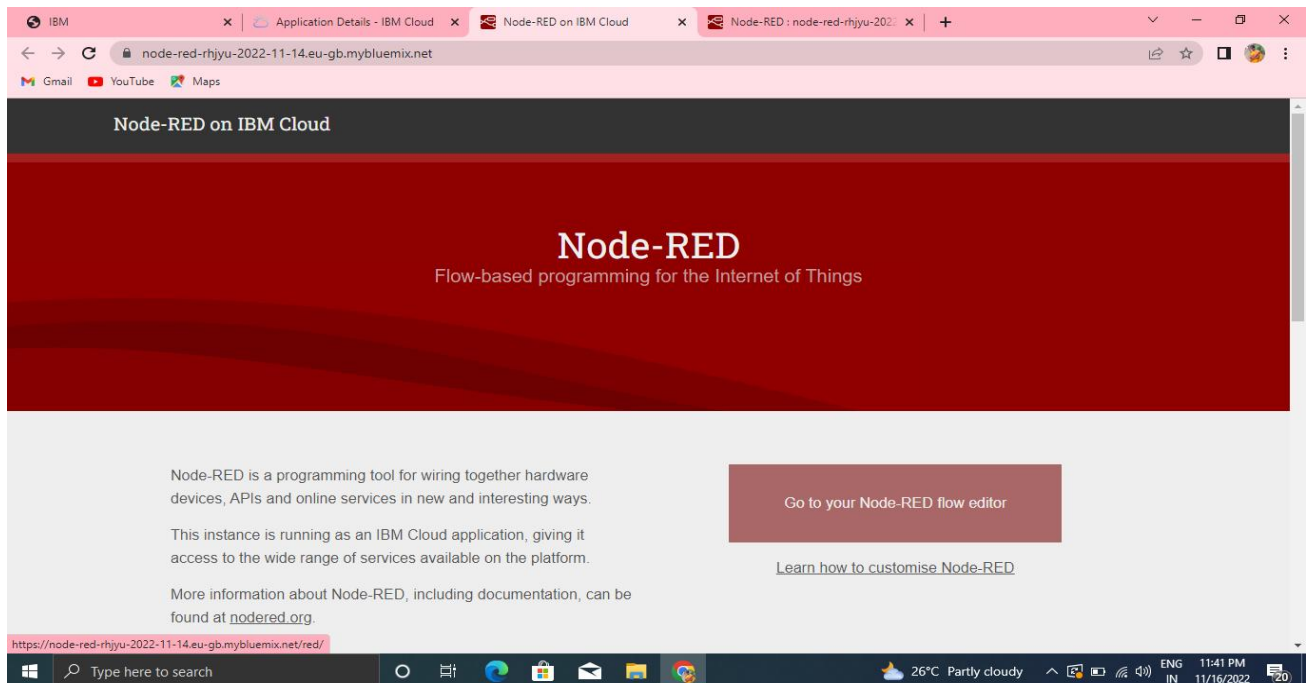 IBM
Application Details - IBM Cloud
Node-RED on IBM Cloud
Node-RED : node-red-rhjyu-202
node-red-rhjyu-2022-11-14.eu-gb.mybluemix.net
Gmail YouTube Maps
Node-RED on IBM Cloud
Node-RED
Flow-based programming for the Internet of Things
Node-RED is a programming tool for wiring together hardware
devices, APIs and online services in new and interesting ways.
This instance is running as an IBM Cloud application, giving it
access to the wide range of services available on the platform.
More information about Node-RED, including documentation, can be
found at nodered.org.
Go to your Node-RED flow editor
Learn how to customise Node-RED
https://node-red-rhjyu-2022-11-14.eu-gb.mybluemix.net/red/
Type here to search
26°C Partly cloudy
ENG
IN
11:41 PM
11/16/2022
20